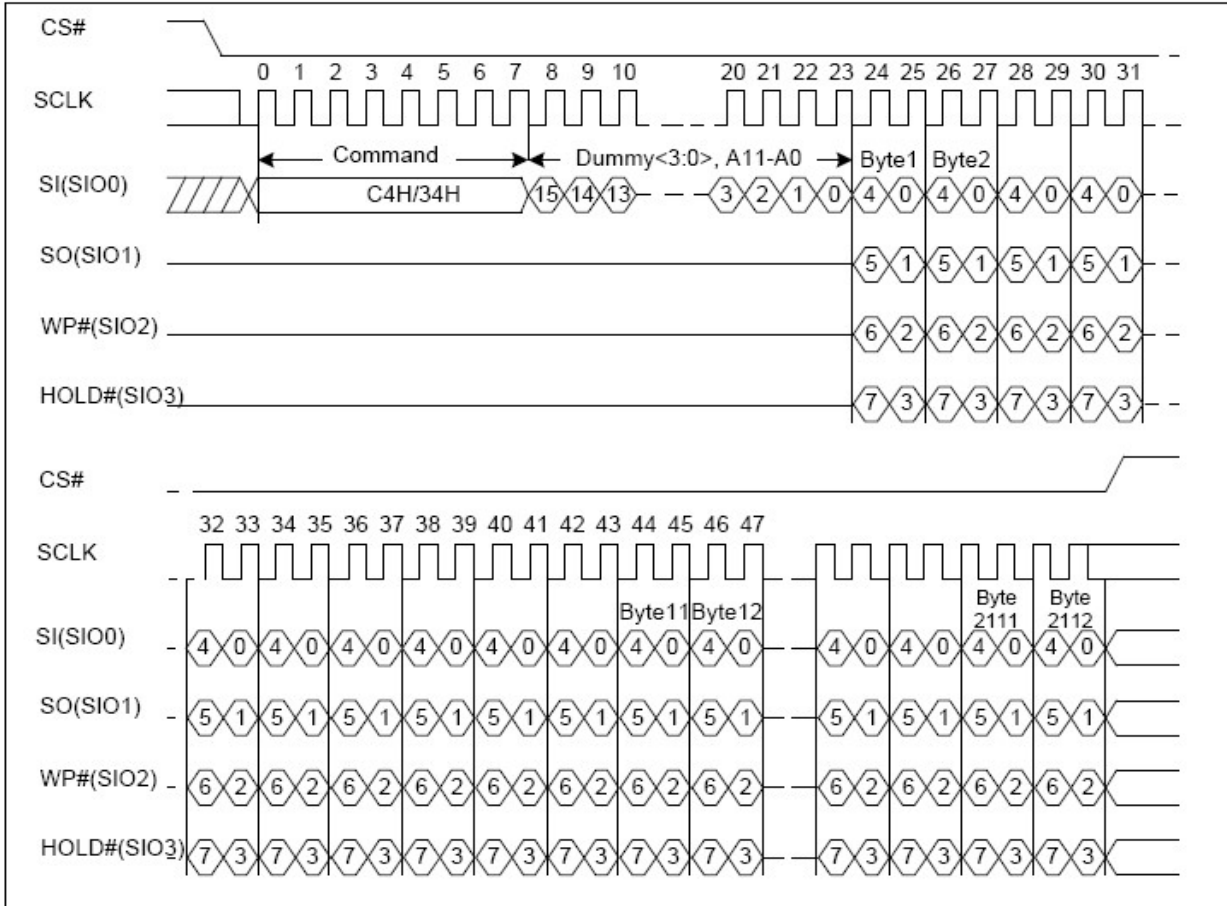 CS#
0 1 2 3 4 5 6 7 8 9 10 20 21 22 23 24 25 26 27 28 29 30 31
SCLK
Command Dummy<3:0>, A11-A0 Byte1 Byte2
SI(SIO0) C4H/34H 15 14 13 3 2 1 0 4 0 4 0 4 0 4 0
SO(SIO1) 5 1 5 1 5 1 5 1
WP#(SIO2) 6 2 6 2 6 2 6 2
HOLD#(SIO3) 7 3 7 3 7 3 7 3
CS#
32 33 34 35 36 37 38 39 40 41 42 43 44 45 46 47
SCLK
Byte11 Byte12 Byte 2111 Byte 2112
SI(SIO0) 4 0 4 0 4 0 4 0 4 0 4 0 4 0 4 0 4 0 4 0 4 0 4 0
SO(SIO1) 5 1 5 1 5 1 5 1 5 1 5 1 5 1 5 1 5 1 5 1 5 1 5 1
WP#(SIO2) 6 2 6 2 6 2 6 2 6 2 6 2 6 2 6 2 6 2 6 2 6 2 6 2
HOLD#(SIO3) 7 3 7 3 7 3 7 3 7 3 7 3 7 3 7 3 7 3 7 3 7 3 7 3